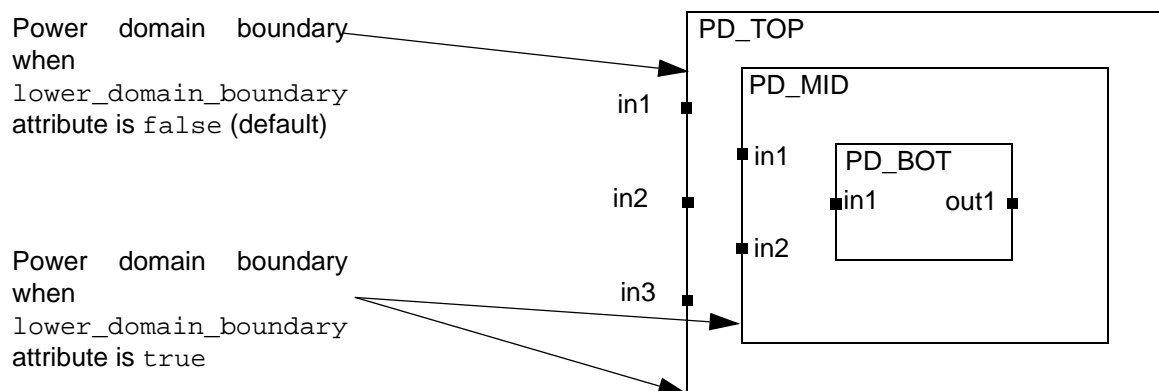 Power domain boundary
when
lower_domain_boundary
attribute is false (default)
PD_TOP
PD_MID
in1
in1
PD_BOT
in2
in1
out1
in2
in3
Power domain boundary
when
lower_domain_boundary
attribute is true